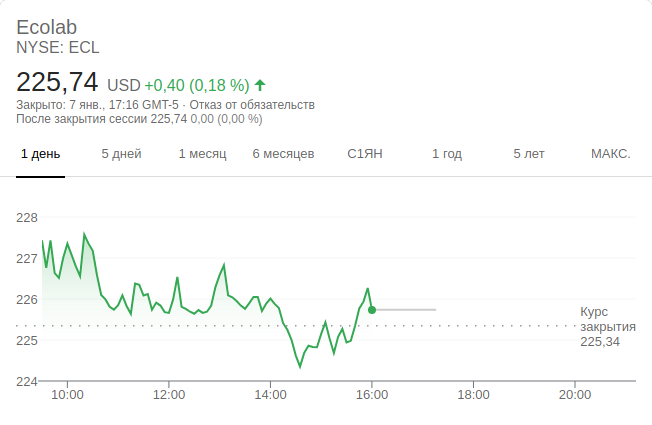 Ecolab
NYSE: ECL
225,74 USD +0,40 (0,18 %)
Закрыто: 7 янв., 17:16 GMT-5 · Отказ от обязательств
После закрытия сессии 225,74 0,00 (0,00 %)
1 день 5 дней 1 месяц 6 месяцев С1ЯН 1 год 5 лет МАКС.
228
227
226
Курс
закрытия
225
225,34
224
10:00 12:00 14:00 16:00 18:00 20:00